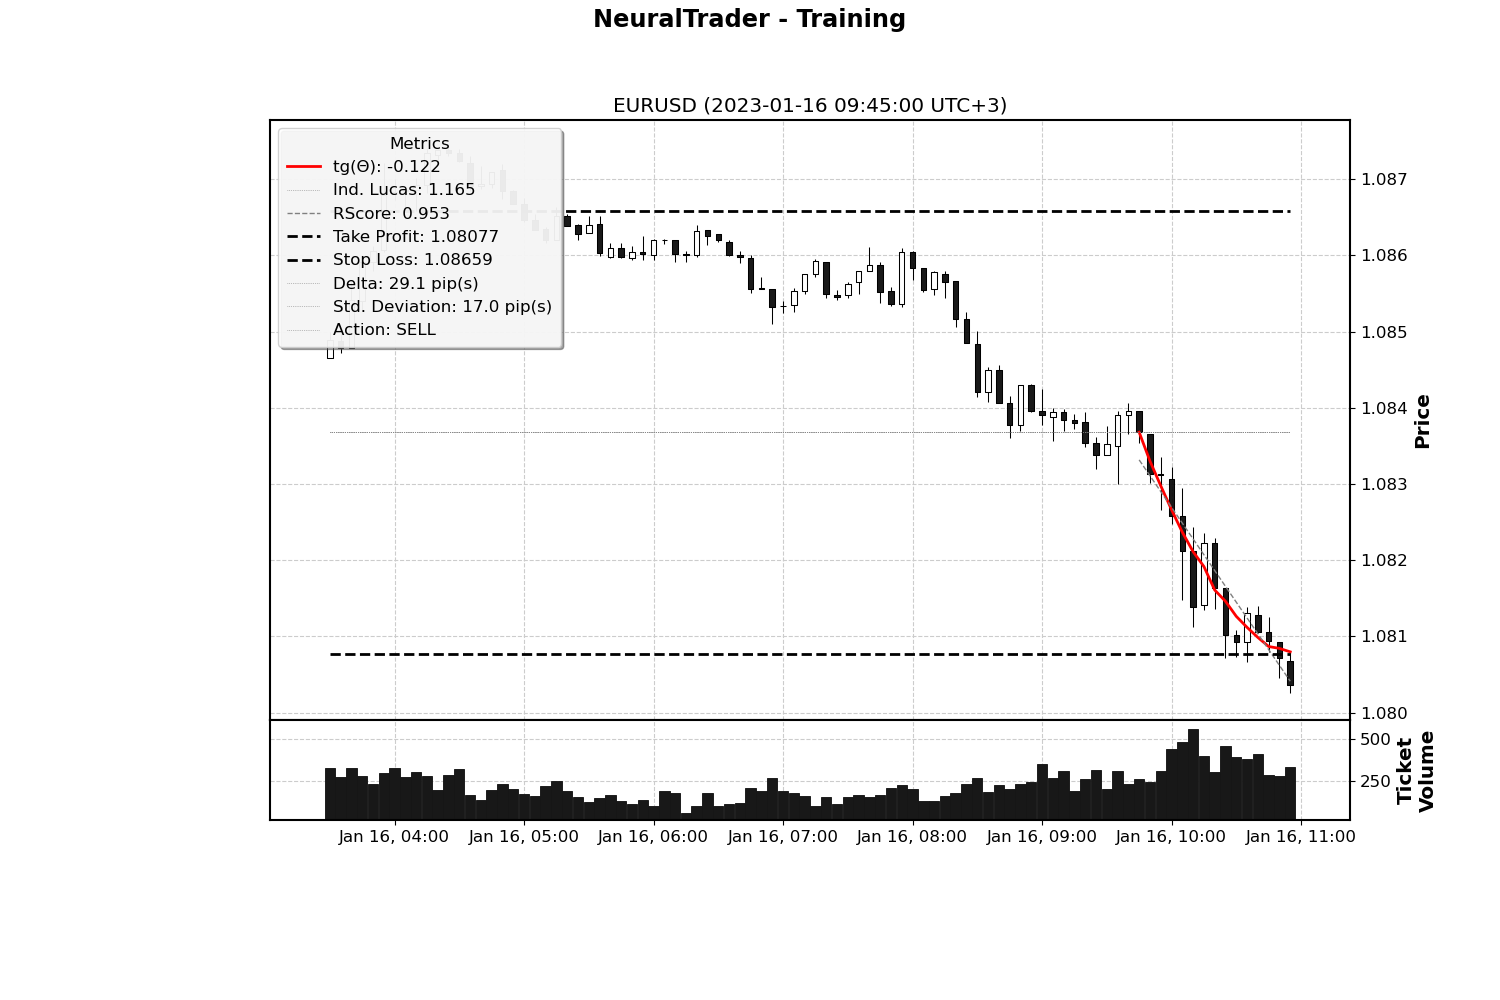 NeuralTrader - Training
EURUSD (2023-01-16 09:45:00 UTC+3)
Metrics
tg(Θ): -0.122
Ind. Lucas: 1.165
RScore: 0.953
Take Profit: 1.08077
Stop Loss: 1.08659
Delta: 29.1 pip(s)
Std. Deviation: 17.0 pip(s)
Action: SELL
1.087
1.086
1.085
1.084
1.083
1.082
1.081
1.080
Price
500
250
Ticket
Volume
Jan 16, 04:00 Jan 16, 05:00 Jan 16, 06:00 Jan 16, 07:00 Jan 16, 08:00 Jan 16, 09:00 Jan 16, 10:00 Jan 16, 11:00